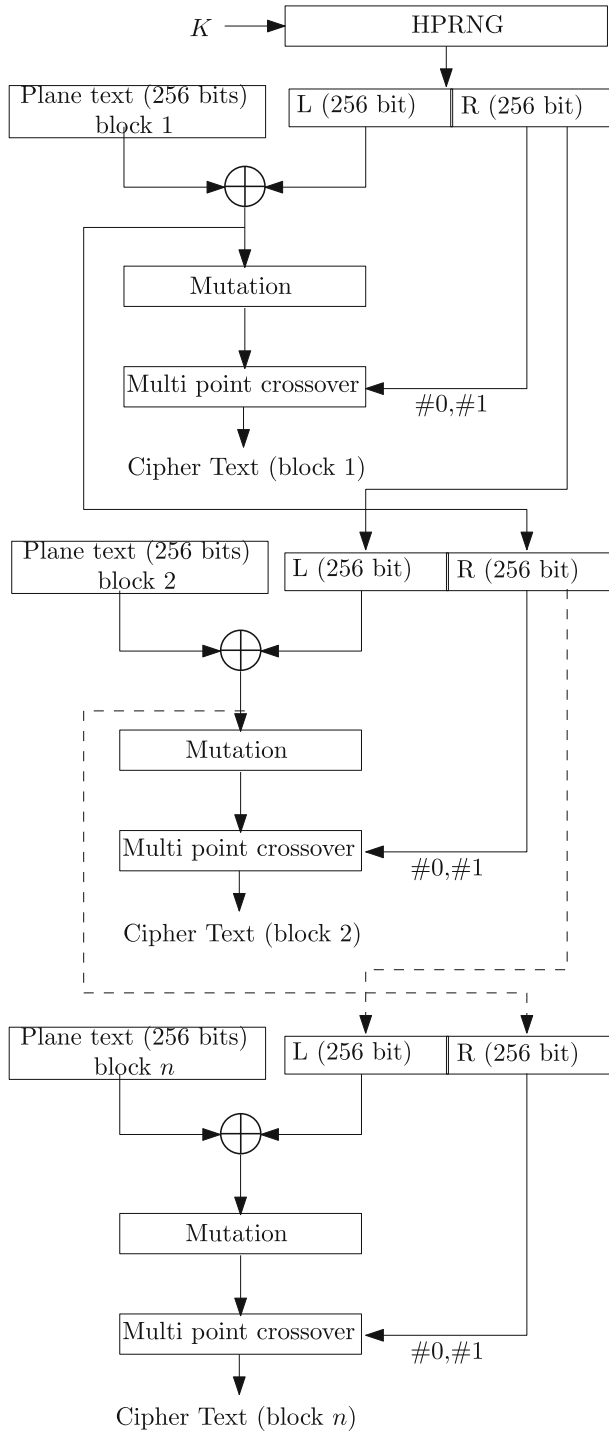 K
HPRNG
Plane text (256 bits)
block 1
L (256 bit)
R (256 bit)
Mutation
Multi point crossover
#0,#1
Cipher Text (block 1)
Plane text (256 bits)
block 2
L (256 bit)
R (256 bit)
Mutation
Multi point crossover
#0,#1
Cipher Text (block 2)
Plane text (256 bits)
block n
L (256 bit)
R (256 bit)
Mutation
Multi point crossover
#0,#1
Cipher Text (block n)